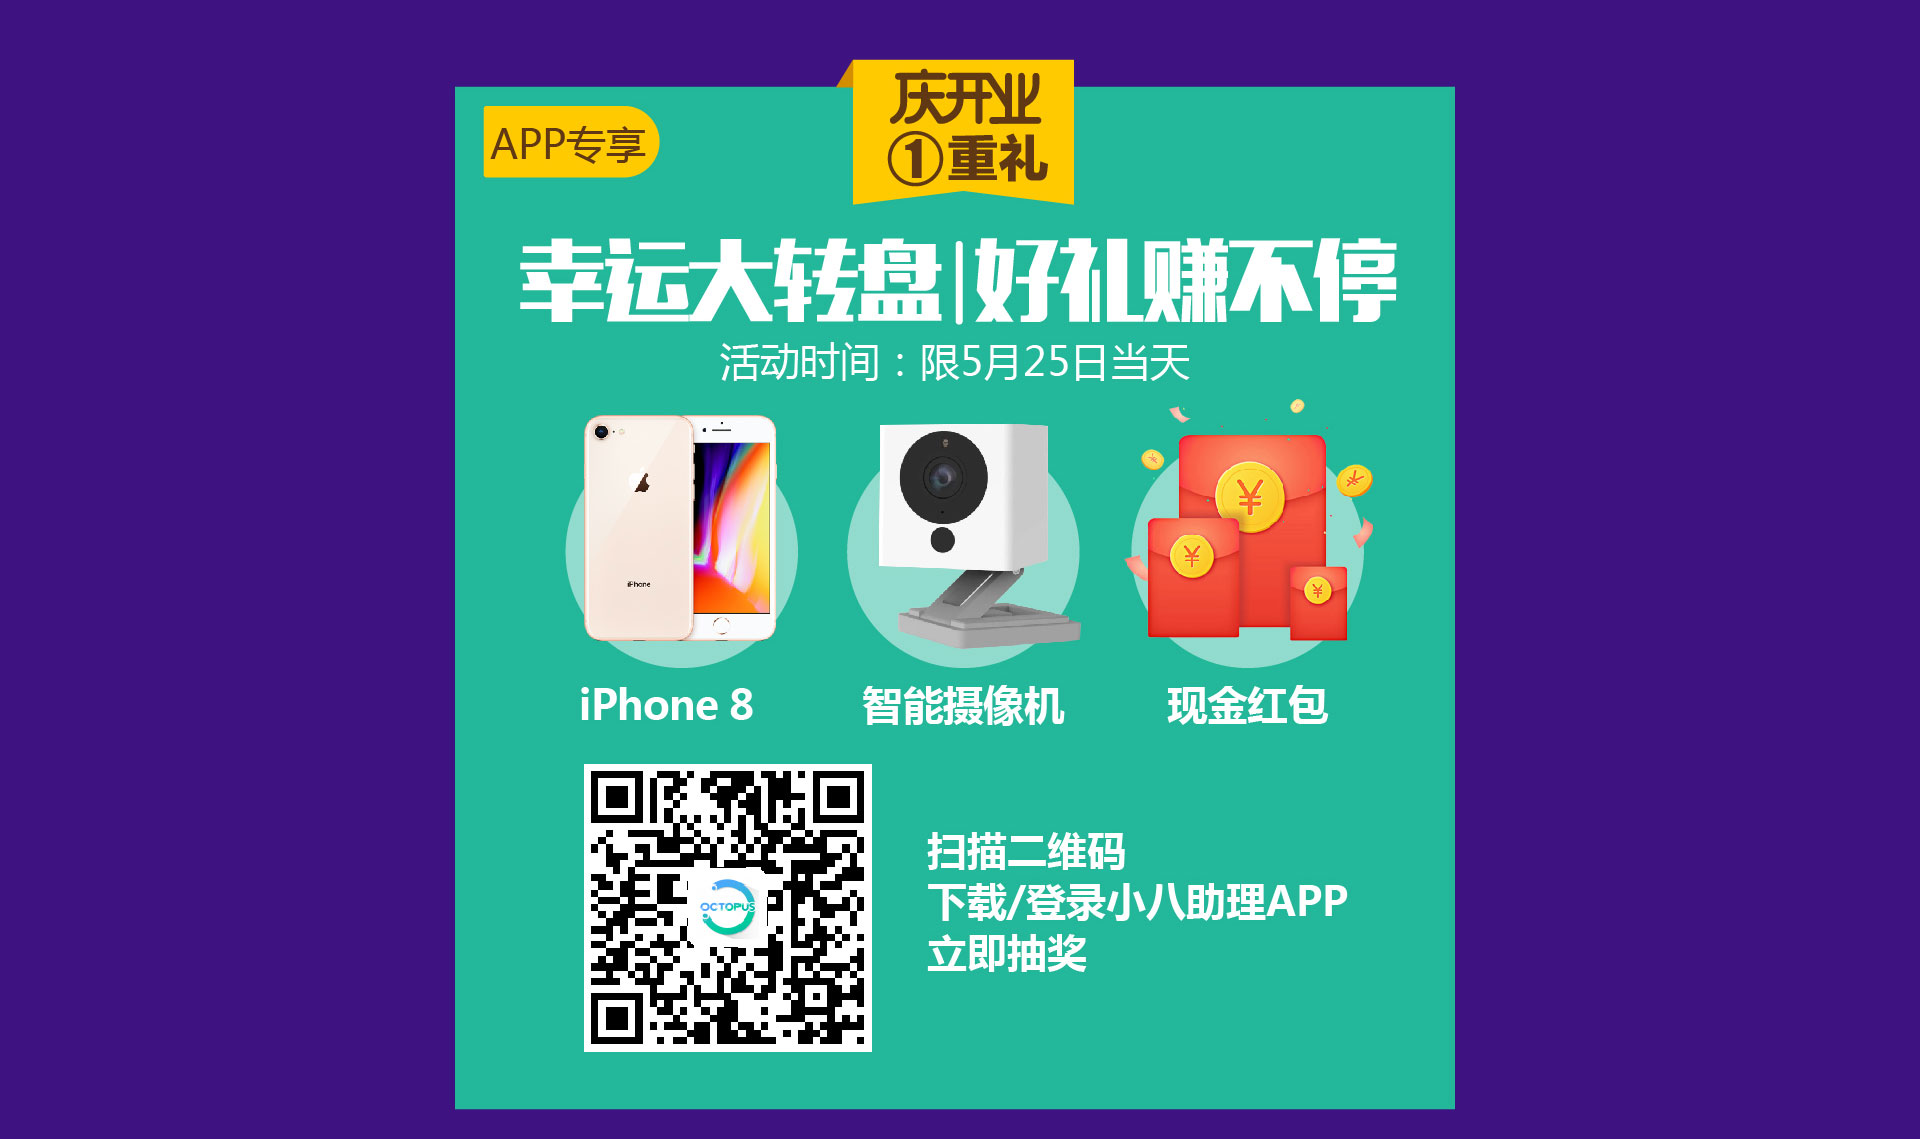 庆开业
①重礼
APP专享
幸运大转盘|好礼赚不停
活动时间：限5月25日当天
iPhone
iPhone 8
智能摄像机
现金红包
¥
¥
¥
扫描二维码
下载/登录小八助理APP
立即抽奖
OCTOPUS